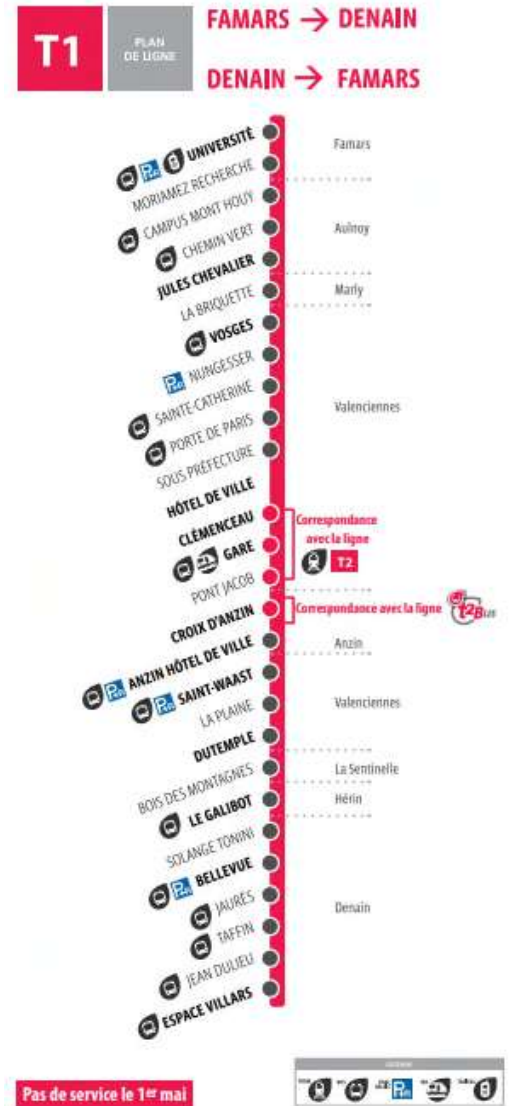 T1
PLAN
DE LIGNE
FAMARS → DENAIN
DENAIN → FAMARS
UNIVERSITÉ
Famars
MORIAMEZ RECHERCHE
CAMPUS MONT HOUY
CHEMIN VERT
Aulnoy
JULES CHEVALIER
LA BRIQUETTE
Marly
VOSGES
NUNGESSER
SAINTE-CATHERINE
Valenciennes
PORTE DE PARIS
SOUS PRÉFECTURE
HÔTEL DE VILLE
CLÉMENCEAU
Correspondance
avec la ligne
T2
GARE
PONT JACOB
CROIX D'ANZIN
Correspondance avec la ligne
T2Bus
ANZIN HÔTEL DE VILLE
Anzin
SAINT-WAAST
LA PLAINE
Valenciennes
DUTEMPLE
BOIS DES MONTAGNES
La Sentinelle
LE GALIBOT
Hérin
SOLANGE TONINI
BELLEVUE
JAURÈS
Denain
TAFFIN
JEAN DULIEU
ESPACE VILLARS
Pas de service le 1er mai